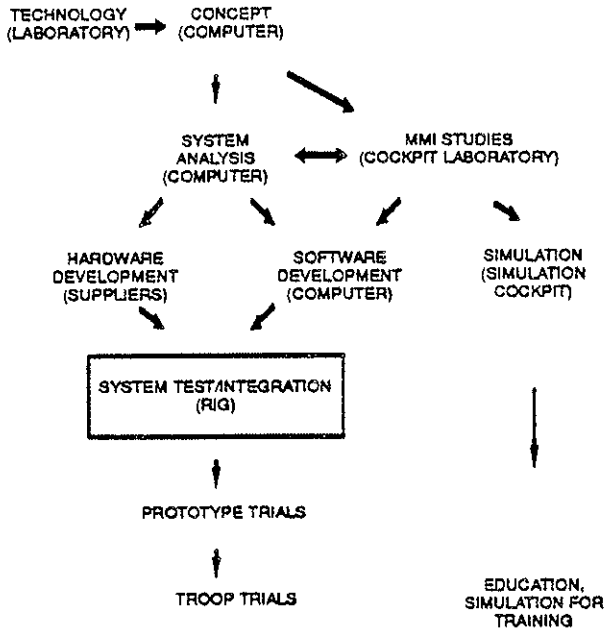 TECHNOLOGY
(LABORATORY)
CONCEPT
(COMPUTER)
SYSTEM
ANALYSIS
(COMPUTER)
MMI STUDIES
(COCKPIT LABORATORY)
HARDWARE
DEVELOPMENT
(SUPPLIERS)
SOFTWARE
DEVELOPMENT
(COMPUTER)
SIMULATION
(SIMULATION
COCKPIT)
SYSTEM TEST/INTEGRATION
(RIG)
PROTOTYPE TRIALS
TROOP TRIALS
EDUCATION,
SIMULATION FOR
TRAINING